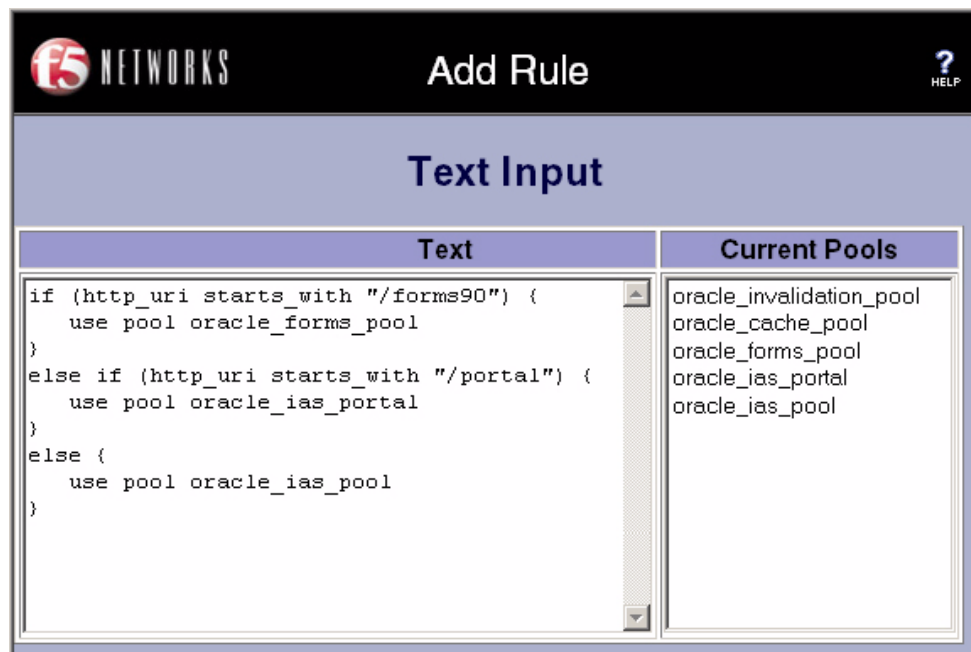 f5 NETWORKS
Add Rule
?
HELP
Text Input
Text
Current Pools
if (http_uri starts_with "/forms90") {
   use pool oracle_forms_pool
}
else if (http_uri starts_with "/portal") {
   use pool oracle_ias_portal
}
else {
   use pool oracle_ias_pool
}
oracle_invalidation_pool
oracle_cache_pool
oracle_forms_pool
oracle_ias_portal
oracle_ias_pool